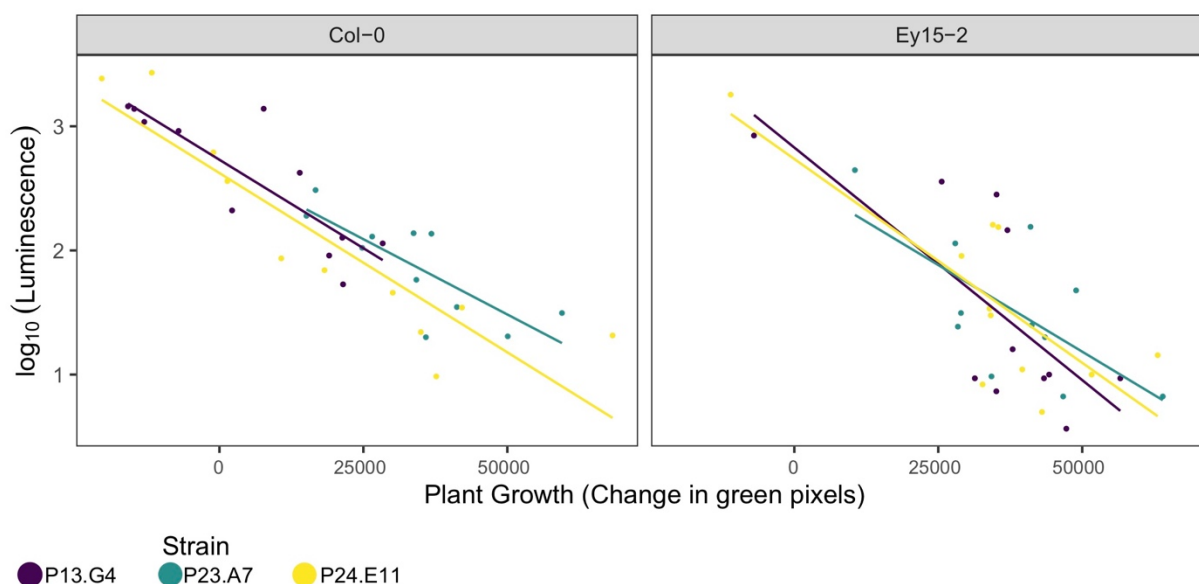 Col−0
Ey15−2
log10 (Luminescence)
3
2
1
0
25000
50000
0
25000
50000
Plant Growth (Change in green pixels)
Strain
P13.G4
P23.A7
P24.E11